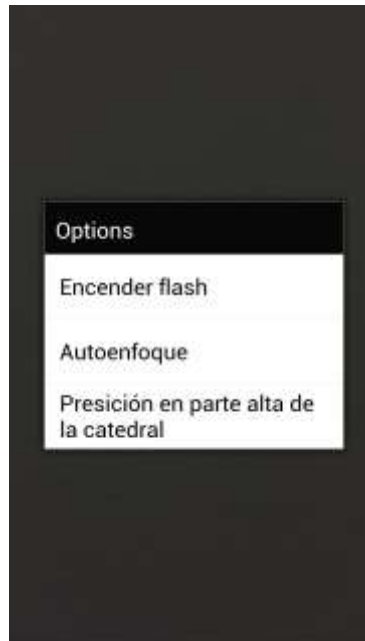 Options
Encender flash
Autoenfoque
Presición en parte alta de
la catedral